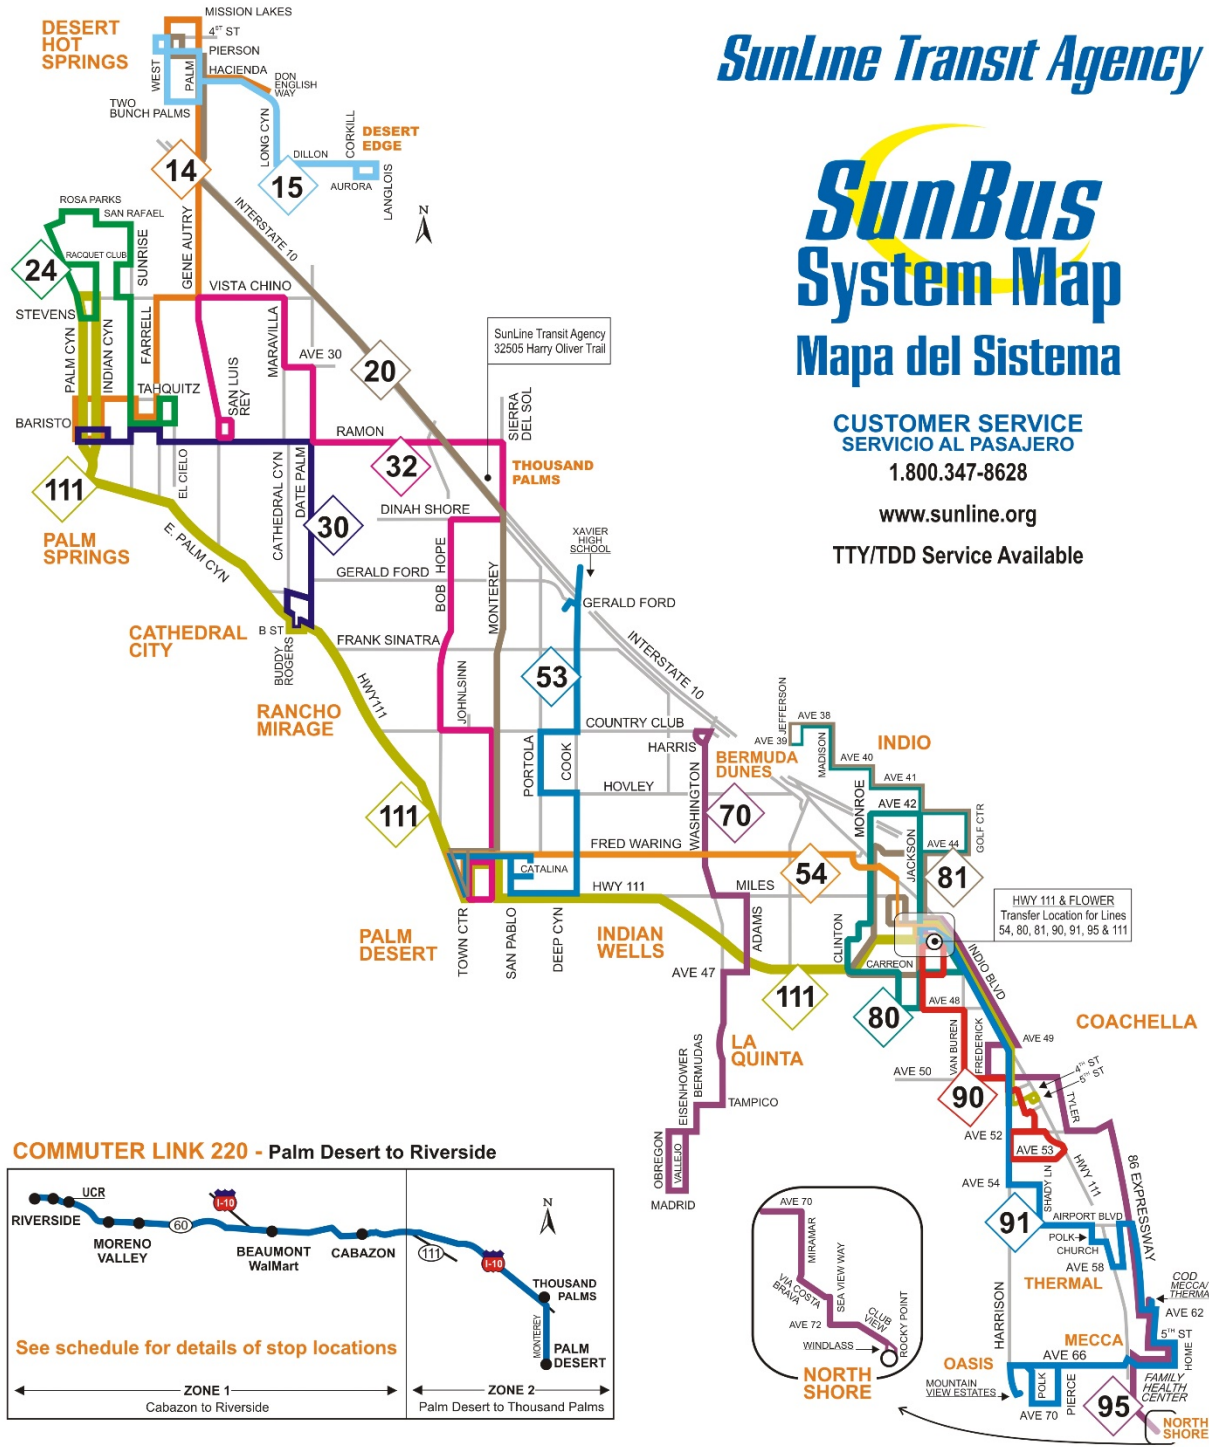 SunLine Transit Agency
SunBus
System Map
Mapa del Sistema
CUSTOMER SERVICE
SERVICIO AL PASAJERO
1.800.347-8628
www.sunline.org
TTY/TDD Service Available
DESERT
HOT
SPRINGS
MISSION LAKES
4ST ST
PIERSON
HACIENDA
WEST
PALM
DON
ENGLISH
WAY
TWO
BUNCH PALMS
LONG CYN
DILLON
CORKILL
DESERT
EDGE
AURORA
LANGLOIS
14
15
N
INTERSTATE 10
GENE AUTRY
ROSA PARKS
SAN RAFAEL
RACQUET CLUB
SUNRISE
24
STEVENS
PALM CYN
INDIAN CYN
FARRELL
VISTA CHINO
MARAVILLA
AVE 30
SAN LUIS
REY
TAHQUITZ
BARISTO
20
SunLine Transit Agency
32505 Harry Oliver Trail
SIERRA
DEL SOL
RAMON
32
THOUSAND
PALMS
111
EL CIELO
CATHEDRAL CYN
DATE PALM
30
PALM
SPRINGS
E. PALM CYN
DINAH SHORE
BOB HOPE
MONTEREY
XAVIER
HIGH
SCHOOL
GERALD FORD
GERALD FORD
CATHEDRAL
CITY
B ST
BUDDY
ROGERS
FRANK SINATRA
INTERSTATE 10
53
RANCHO
MIRAGE
HWY111
JOHNLSINN
COUNTRY CLUB
PORTOLA
COOK
HARRIS
HOVLEY
WASHINGTON
BERMUDA
DUNES
70
JEFFERSON
AVE 38
AVE 39
MADISON
AVE 40
AVE 41
INDIO
MONROE
AVE 42
JACKSON
AVE 44
GOLF CTR
81
111
FRED WARING
CATALINA
54
HWY 111
MILES
ADAMS
PALM
DESERT
TOWN CTR
SAN PABLO
DEEP CYN
INDIAN
WELLS
AVE 47
111
CLINTON
CARREON
80
HWY 111 & FLOWER
Transfer Location for Lines
54, 80, 81, 90, 91, 95 & 111
INDIO BLVD
AVE 48
VAN BUREN
FREDERICK
AVE 49
COACHELLA
LA
QUINTA
EISENHOWER
BERMUDAS
TAMPICO
OBREGON
VALLEJO
MADRID
AVE 50
90
4TH ST
5TH ST
TYLER
AVE 52
AVE 53
HWY 111
AVE 54
SHADY LN
86 EXPRESSWAY
91
AIRPORT BLVD
POLK
CHURCH
AVE 58
THERMAL
HARRISON
COD
MECCA/
THERMA
AVE 62
5TH ST
HOME
MECCA
AVE 66
OASIS
MOUNTAIN
VIEW ESTATES
POLK
PIERCE
AVE 70
95
FAMILY
HEALTH
CENTER
NORTH
SHORE
AVE 70
MIRAMAR
VIA COSTA
BRAVA
SEA VIEW WAY
AVE 72
CLUB
VIEW
WINDLASS
ROCKY POINT
NORTH
SHORE
COMMUTER LINK 220 - Palm Desert to Riverside
UCR
RIVERSIDE
MORENO
VALLEY
60
I-10
BEAUMONT
WalMart
CABAZON
111
I-10
N
THOUSAND
PALMS
MONTEREY
PALM
DESERT
See schedule for details of stop locations
ZONE 1
Cabazon to Riverside
ZONE 2
Palm Desert to Thousand Palms